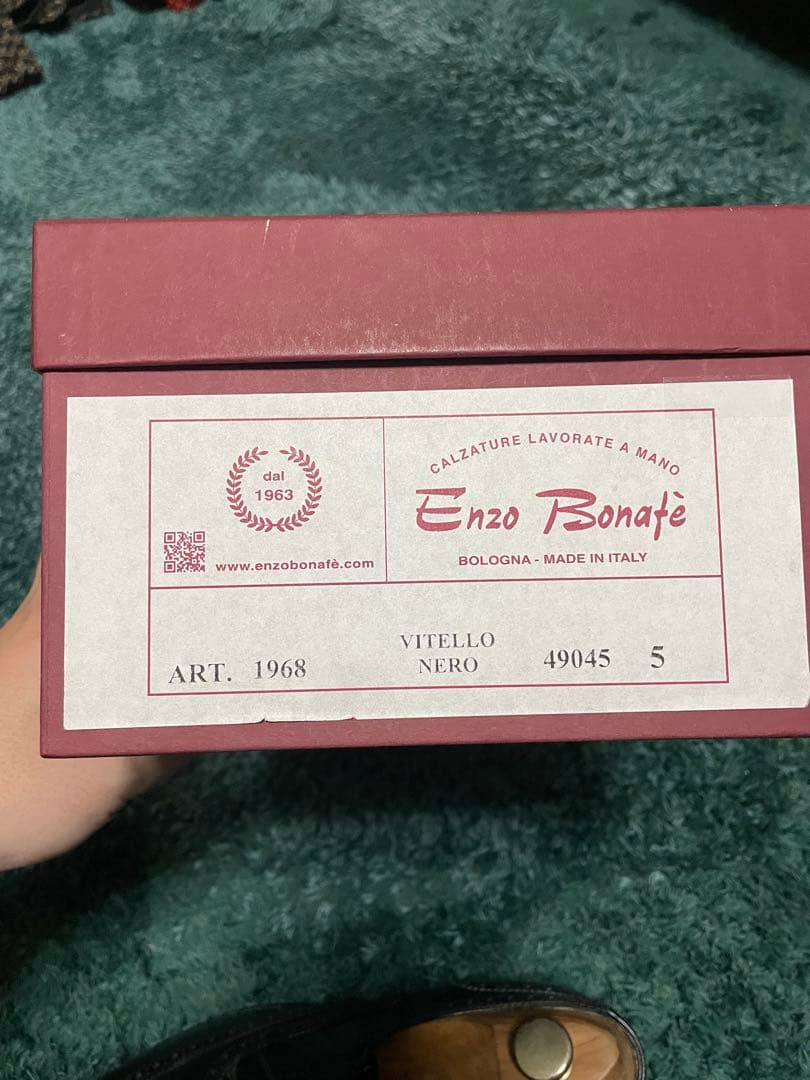 dal
1963
www.enzobonafè.com
CALZATURE LAVORATE A MANO
Enzo Bonafè
BOLOGNA - MADE IN ITALY
ART. 1968
VITELLO
NERO
49045 5